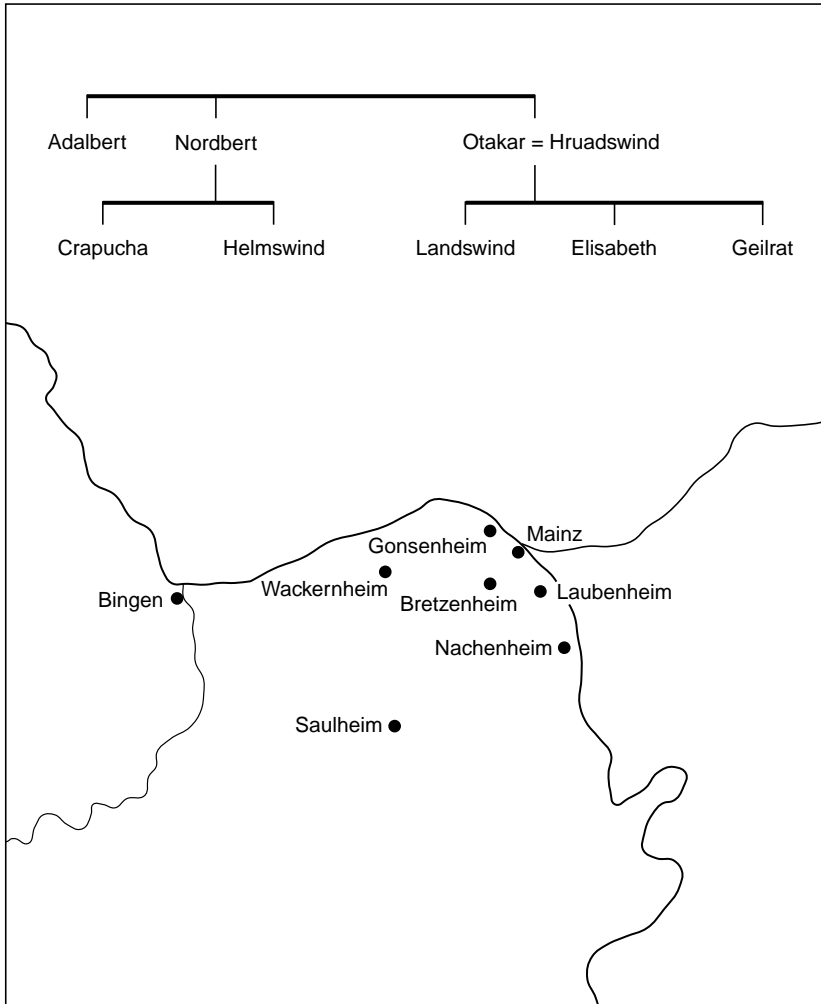 Adalbert Nordbert Otakar = Hruadswind
Crapucha Helmswind Landswind Elisabeth Geilrat
Mainz
Gonsenheim
Wackernheim
Bingen
Bretzenheim
Laubenheim
Nachenheim
Saulheim